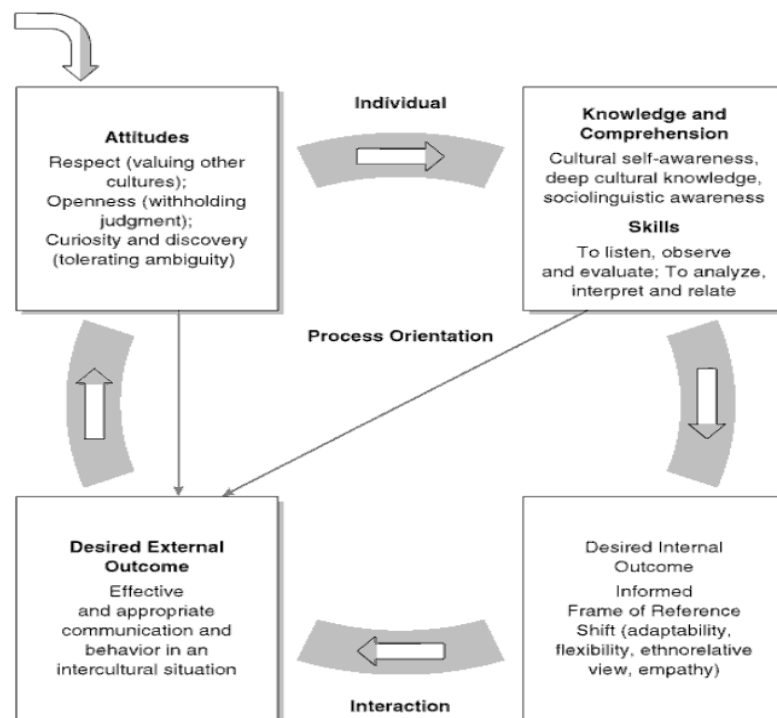 Individual
Attitudes
Respect (valuing other
cultures);
Openness (withholding
judgment);
Curiosity and discovery
(tolerating ambiguity)
Knowledge and
Comprehension
Cultural self-awareness,
deep cultural knowledge,
sociolinguistic awareness
Skills
To listen, observe
and evaluate; To analyze,
interpret and relate
Process Orientation
Desired External
Outcome
Effective
and appropriate
communication and
behavior in an
intercultural situation
Desired Internal
Outcome
Informed
Frame of Reference
Shift (adaptability,
flexibility, ethnorelative
view, empathy)
Interaction